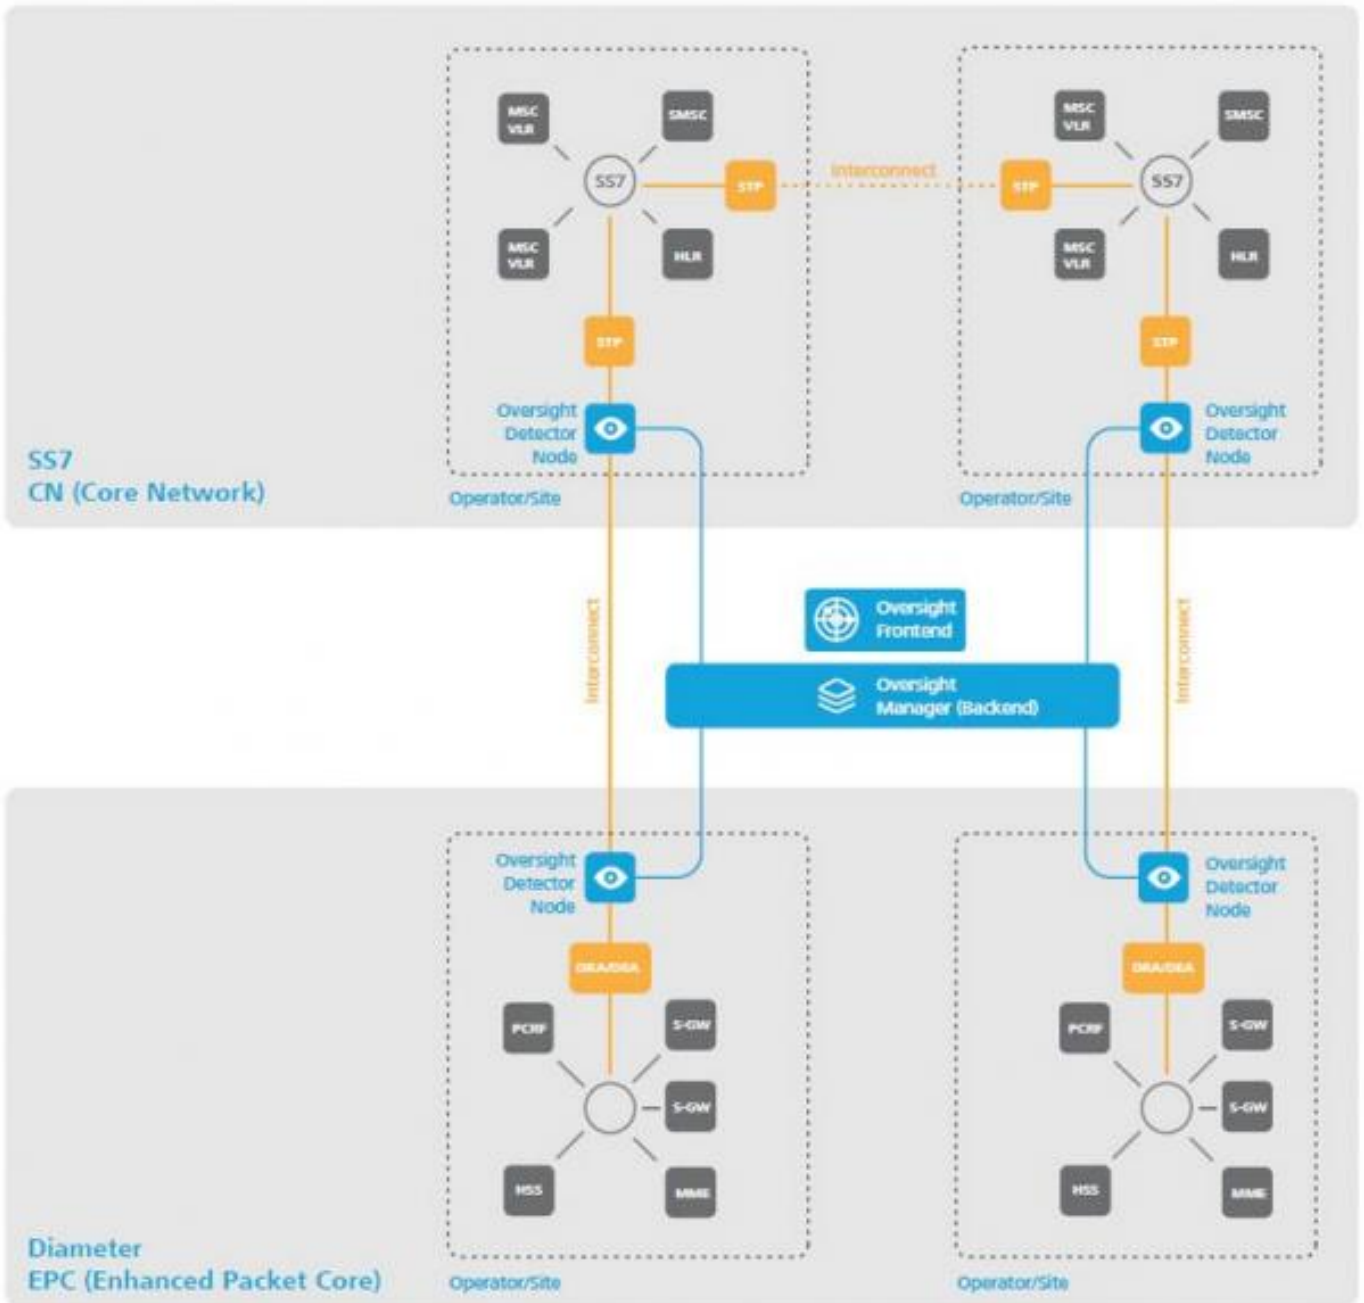 MSC
VLR
SMSC
SS7
STP
Interconnect
MSC
VLR
HLR
STP
Oversight
Detector
Node
Operator/Site
MSC
VLR
SMSC
STP
SS7
MSC
VLR
HLR
STP
Oversight
Detector
Node
Operator/Site
SS7
CN (Core Network)
Interconnect
Oversight
Frontend
Oversight
Manager (Backend)
Interconnect
Oversight
Detector
Node
DRA/DEA
PCRF
S-GW
S-GW
HSS
MME
Operator/Site
Oversight
Detector
Node
DRA/DEA
PCRF
S-GW
S-GW
HSS
MME
Operator/Site
Diameter
EPC (Enhanced Packet Core)